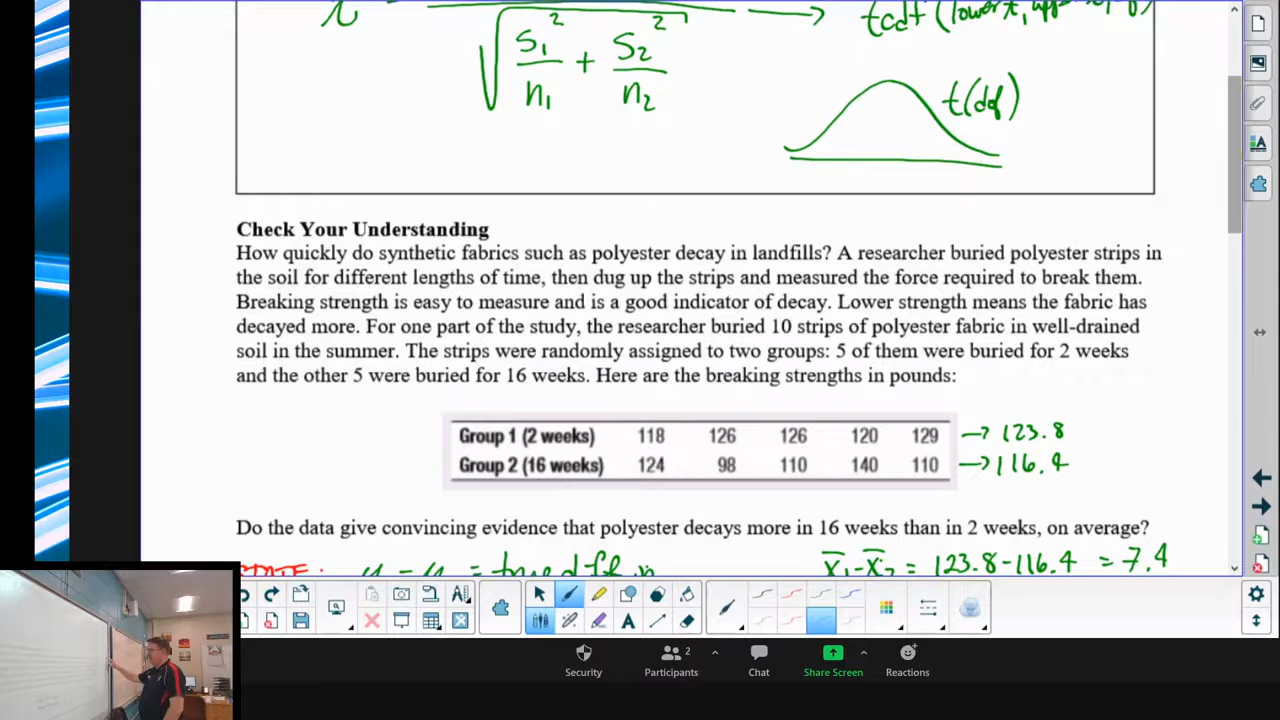 S₁² + S₂²
n₁ n₂
tcdf (lower
t(df)
Check Your Understanding
How quickly do synthetic fabrics such as polyester decay in landfills? A researcher buried polyester strips in
the soil for different lengths of time, then dug up the strips and measured the force required to break them.
Breaking strength is easy to measure and is a good indicator of decay. Lower strength means the fabric has
decayed more. For one part of the study, the researcher buried 10 strips of polyester fabric in well-drained
soil in the summer. The strips were randomly assigned to two groups: 5 of them were buried for 2 weeks
and the other 5 were buried for 16 weeks. Here are the breaking strengths in pounds:
Group 1 (2 weeks) 118 126 126 120 129 → 123.8
Group 2 (16 weeks) 124 98 110 140 110 → 116.4
Do the data give convincing evidence that polyester decays more in 16 weeks than in 2 weeks, on average?
x̄₁-x̄₂ = 123.8-116.4 = 7.4
Security
Participants 2
Chat
Share Screen
Reactions